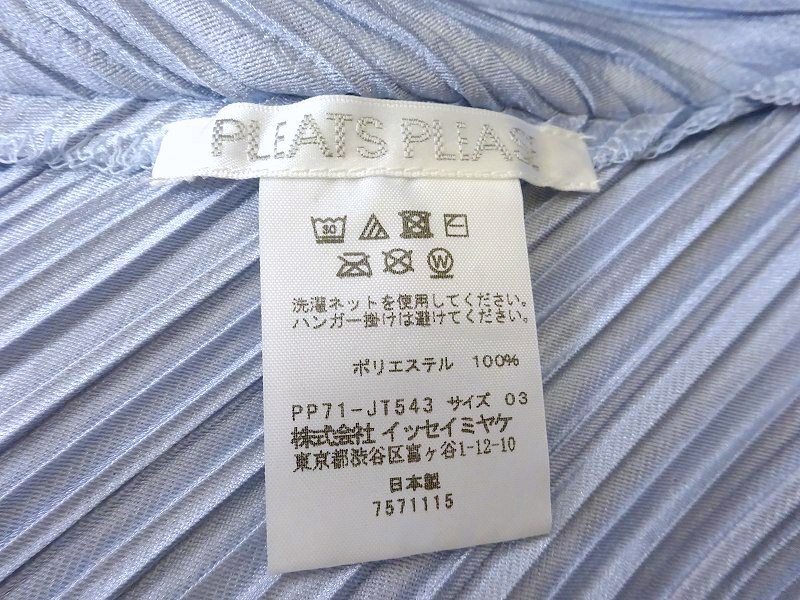 PLEATS PLEASE
30
W
洗濯ネットを使用してください。
ハンガー掛けは避けてください。
ポリエステル 100%
PP71-JT543 サイズ 03
株式会社 イッセイミヤケ
東京都渋谷区富ヶ谷1-12-10
日本製
7571115